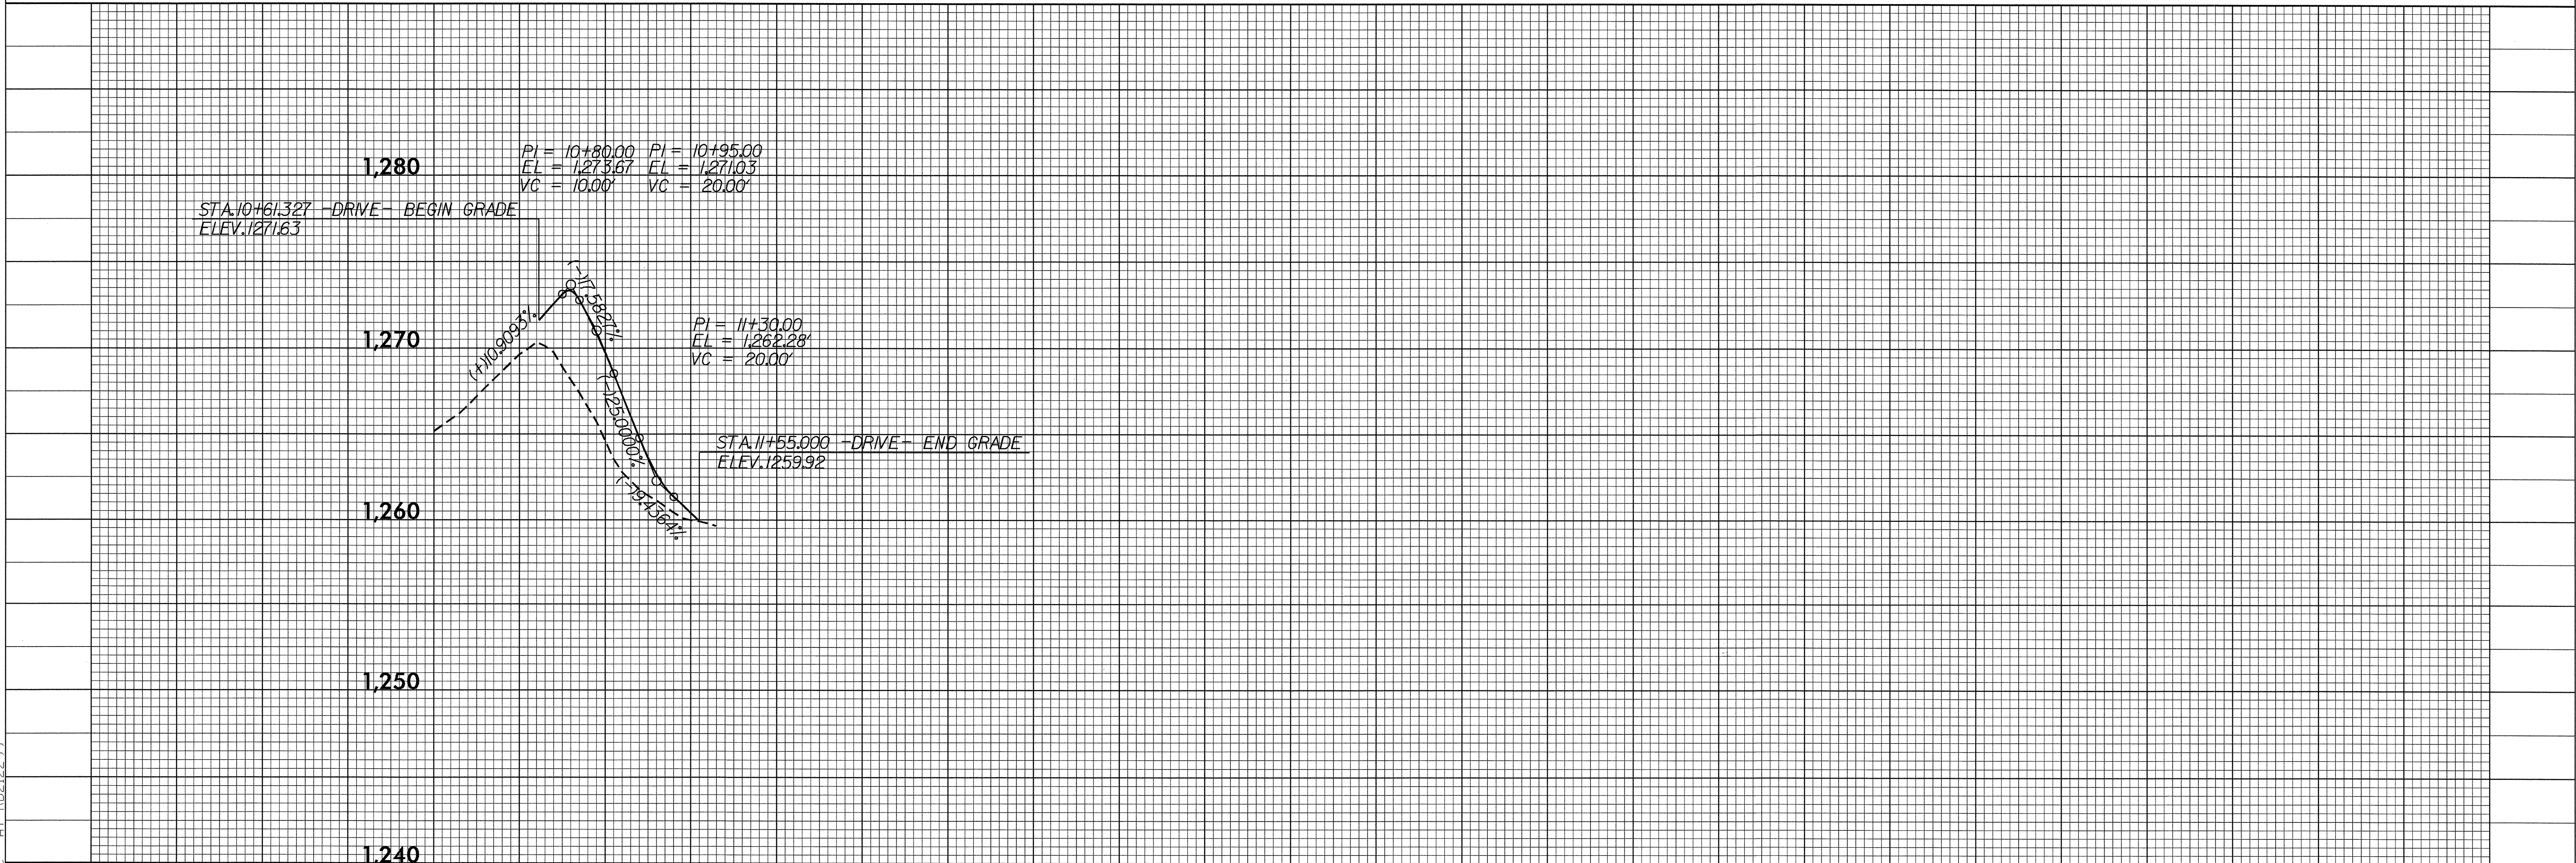 PI = 10+80.00 PI = 10+95.00
EL = 1,273.67 EL = 1,271.03
VC = 10.00' VC = 20.00'
1,280
STA.10+61.327 -DRIVE- BEGIN GRADE
ELEV.1271.63
(-)17.5827%
(+)10.9093%
1,270
PI = 11+30.00
EL = 1,262.28'
VC = 20.00'
(-)25.0000%
STA.11+55.000 -DRIVE- END GRADE
ELEV.1259.92
(-)9.4364%
1,260
1,250
1,240